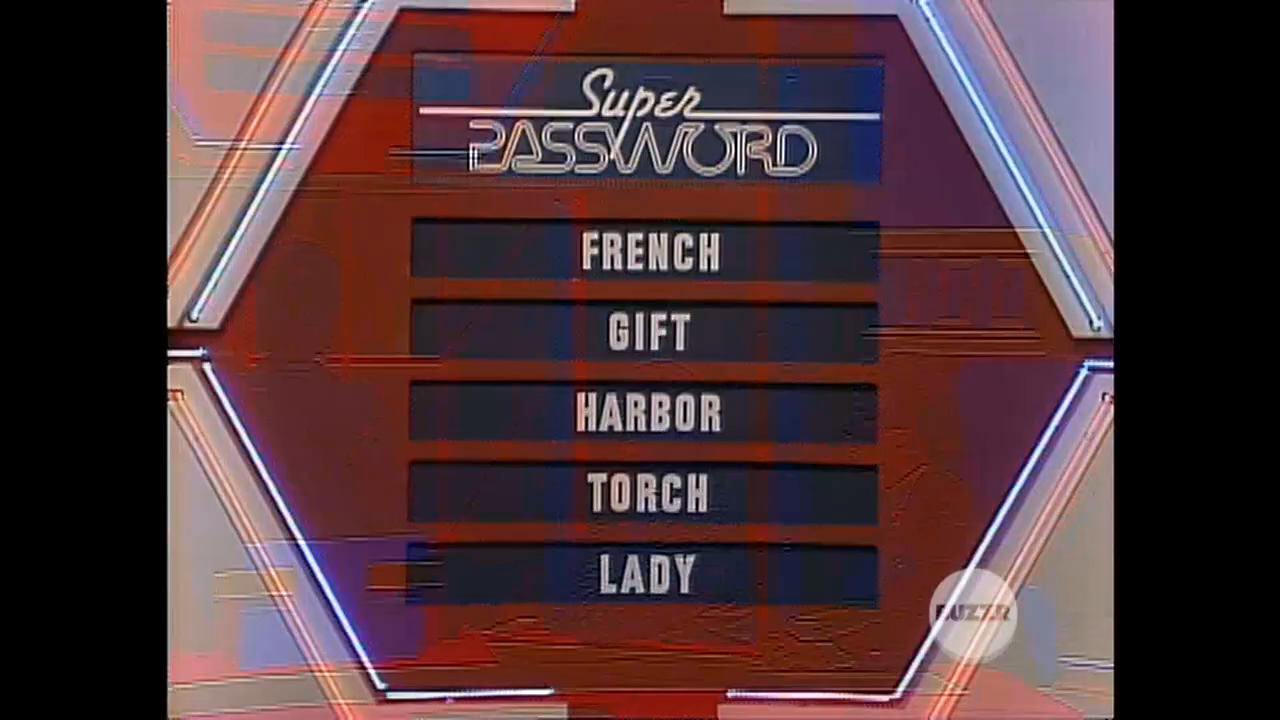 Super
PASSWORD
FRENCH
GIFT
HARBOR
TORCH
LADY
BUZZR